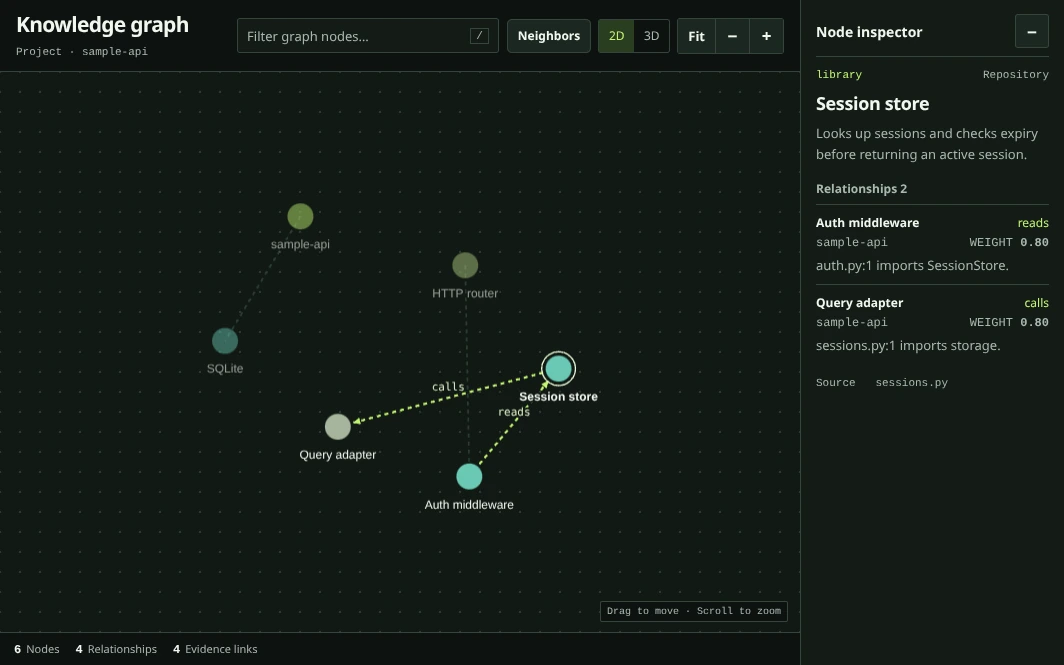 Knowledge graph
Project · sample-api
Filter graph nodes…
/
Neighbors
2D
3D
Fit
−
+
sample-api
HTTP router
SQLite
calls
Session store
reads
Query adapter
Auth middleware
Drag to move · Scroll to zoom
6 Nodes 4 Relationships 4 Evidence links
Node inspector
−
library Repository
Session store
Looks up sessions and checks expiry
before returning an active session.
Relationships 2
Auth middleware reads
sample-api WEIGHT 0.80
auth.py:1 imports SessionStore.
Query adapter calls
sample-api WEIGHT 0.80
sessions.py:1 imports storage.
Source sessions.py